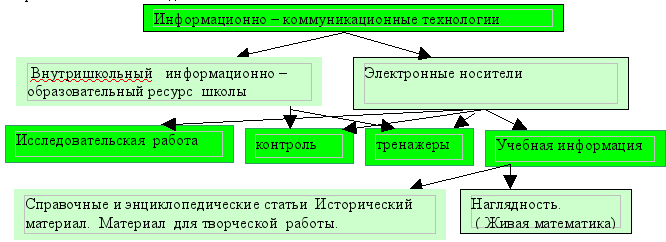 Информационно – коммуникационные технологии
Внутришкольный информационно –
образовательный ресурс школы
Электронные носители
Исследовательская работа
контроль
тренажеры
Учебная информация
Справочные и энциклопедические статьи Исторический
материал. Материал для творческой работы.
Наглядность.
( Живая математика)